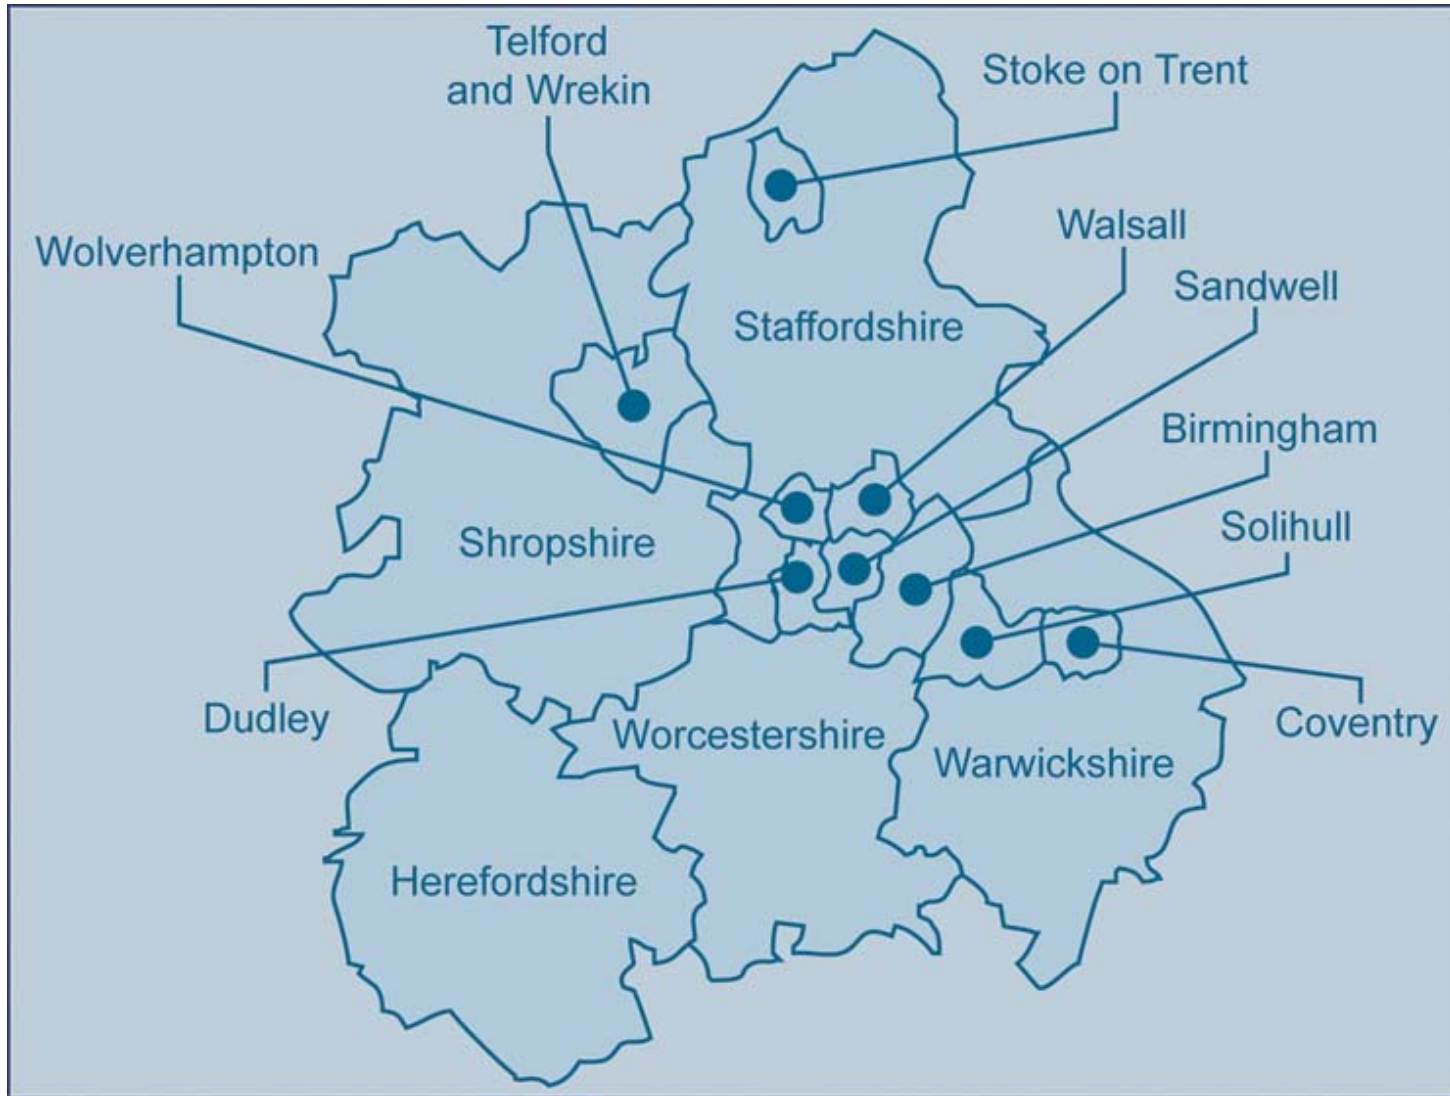 Telford
and Wrekin
Stoke on Trent
Wolverhampton
Walsall
Sandwell
Staffordshire
Birmingham
Solihull
Shropshire
Dudley
Worcestershire
Coventry
Warwickshire
Herefordshire